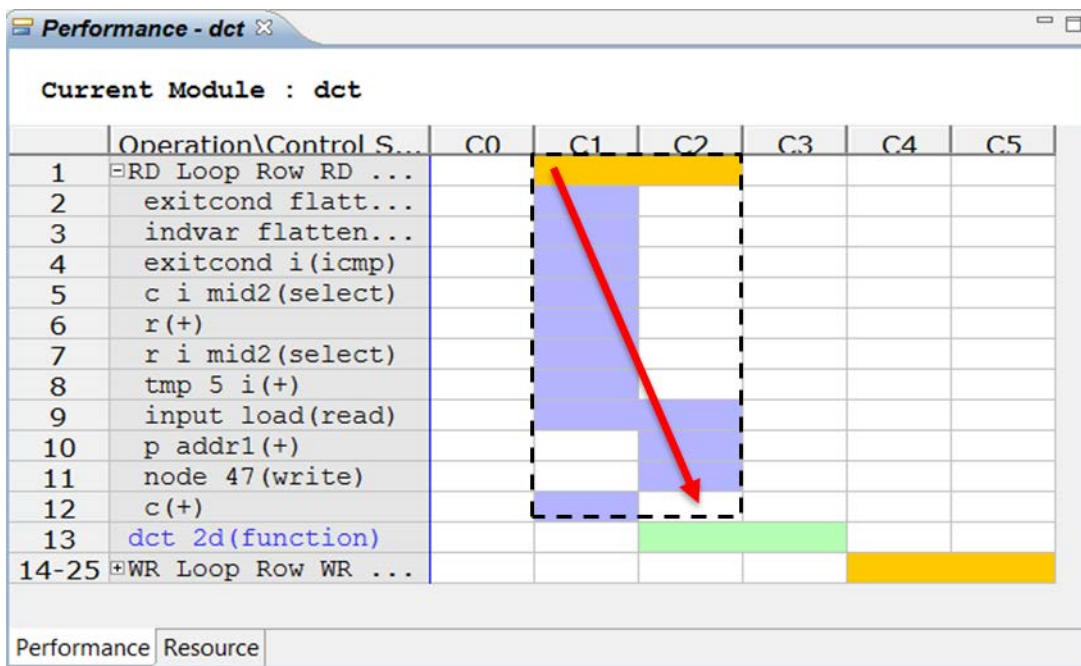 Performance - dct
Current Module : dct
Operation\Control S... C0 C1 C2 C3 C4 C5
1 RD Loop Row RD ...
2 exitcond flatt...
3 indvar flatten...
4 exitcond i(icmp)
5 c i mid2(select)
6 r(+)
7 r i mid2(select)
8 tmp 5 i(+)
9 input load(read)
10 p addr1(+)
11 node 47(write)
12 c(+)
13 dct 2d(function)
14-25 WR Loop Row WR ...
Performance Resource